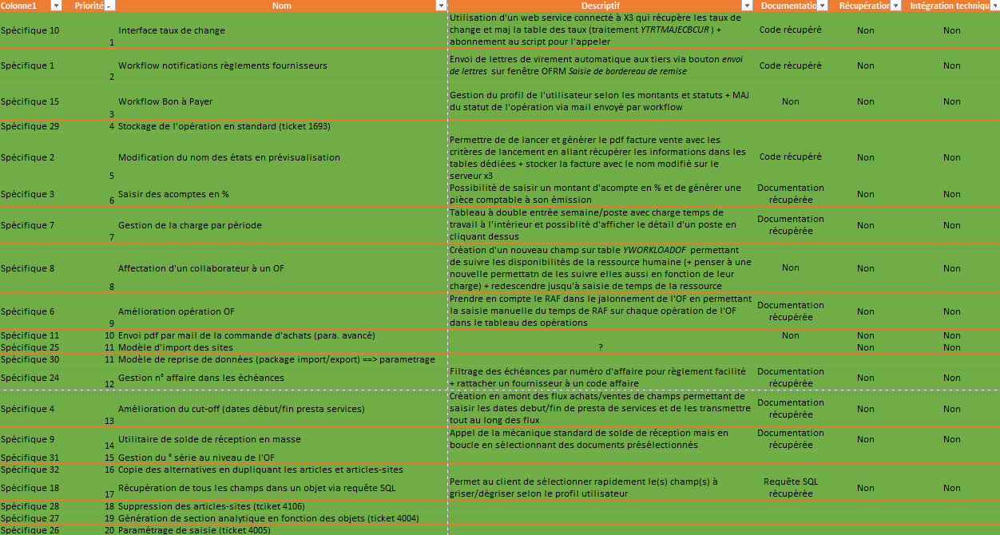 Colonne1 Priorité Nom Descriptif Documentatio Récupération Intégration techniqu
Spécifique 10 1 Interface taux de change Utilisation d'un web service connecté à X3 qui récupère les taux de
change et maj la table des taux (traitement YTRTMAJECBCUR ) +
abonnement au script pour l'appeler Code récupéré Non Non
Spécifique 1 2 Workflow notifications règlements fournisseurs Envoi de lettres de virement automatique aux tiers via bouton envoi
de lettres sur fenêtre OFRM Saisie de bordereau de remise Code récupéré Non Non
Spécifique 15 3 Workflow Bon à Payer Gestion du profil de l'utilisateur selon les montants et statuts + MAJ
du statut de l'opération via mail envoyé par workflow Non Non Non
Spécifique 29 4 Stockage de l'opération en standard (ticket 1693)
Spécifique 2 5 Modification du nom des états en prévisualisation Permettre de de lancer et générer le pdf facture vente avec les
critères de lancement en allant récupérer les informations dans les
tables dédiées + stocker la facture avec le nom modifié sur le
serveur x3 Code récupéré Non Non
Spécifique 3 6 Saisir des acomptes en % Possibilité de saisir un montant d'acompte en % et de générer une
pièce comptable à son émission Documentation
récupérée Non Non
Spécifique 7 7 Gestion de la charge par période Tableau à double entrée semaine/poste avec charge temps de
travail à l'intérieur et possiblité d'afficher le détail d'un poste en
cliquant dessus Documentation
récupérée Non Non
Spécifique 8 8 Affectation d'un collaborateur à un OF Création d'un nouveau champ sur table YWORKLOADOF permettant
de suivre les disponibilités de la ressource humaine (+ penser à une
nouvelle permettatn de les suivre elles aussi en fonction de leur
charge) + redescendre jusqu'à saisie de temps de la ressource Non Non Non
Spécifique 6 9 Amélioration opération OF Prendre en compte le RAF dans le jalonnement de l'OF en permettant
la saisie manuelle du temps de RAF sur chaque opération de l'OF
dans le tableau des opérations Documentation
récupérée Non Non
Spécifique 11 10 Envoi pdf par mail de la commande d'achats (para. avancé) Non Non Non
Spécifique 25 11 Modèle d'import des sites ? Non Non
Spécifique 30 11 Modèle de reprise de données (package import/export) ==> parametrage
Spécifique 24 12 Gestion n° affaire dans les échéances Filtrage des échéances par numéro d'affaire pour règlement facilité
+ rattacher un fournisseur à un code affaire Documentation
récupérée Non Non
Spécifique 4 13 Amélioration du cut-off (dates début/fin presta services) Création en amont des flux achats/ventes de champs permettant de
saisir les dates debut/fin de presta de services et de les transmettre
tout au long des flux Documentation
récupérée Non Non
Spécifique 9 14 Utilitaire de solde de réception en masse Appel de la mécanique standard de solde de réception mais en
boucle en sélectionnant des documents présélectionnés Documentation
récupérée Non Non
Spécifique 31 15 Gestion du ° série au niveau de l'OF
Spécifique 32 16 Copie des alternatives en dupliquant les articles et articles-sites
Spécifique 18 17 Récupération de tous les champs dans un objet via requête SQL Permet au client de sélectionner rapidement le(s) champ(s) à
griser/dégriser selon le profil utilisateur Requête SQL
récupérée Non Non
Spécifique 28 18 Suppression des articles-sites (tciket 4106)
Spécifique 27 19 Génération de section analytique en fonction des objets (ticket 4004)
Spécifique 26 20 Paramétrage de saisie (ticket 4005)